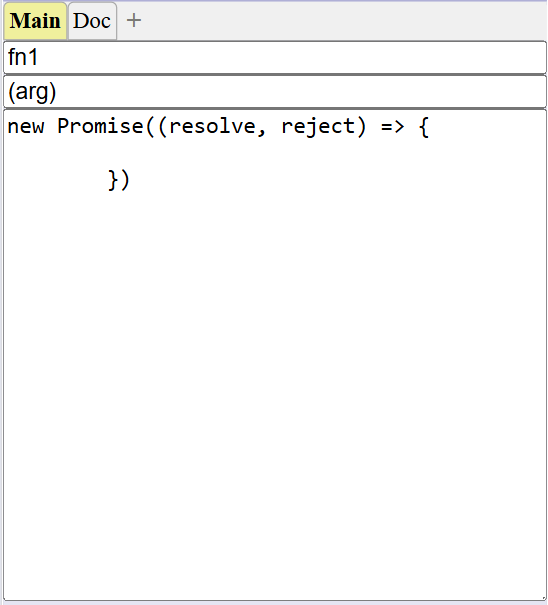 Main Doc +
fn1
(arg)
new Promise((resolve, reject) => {
})